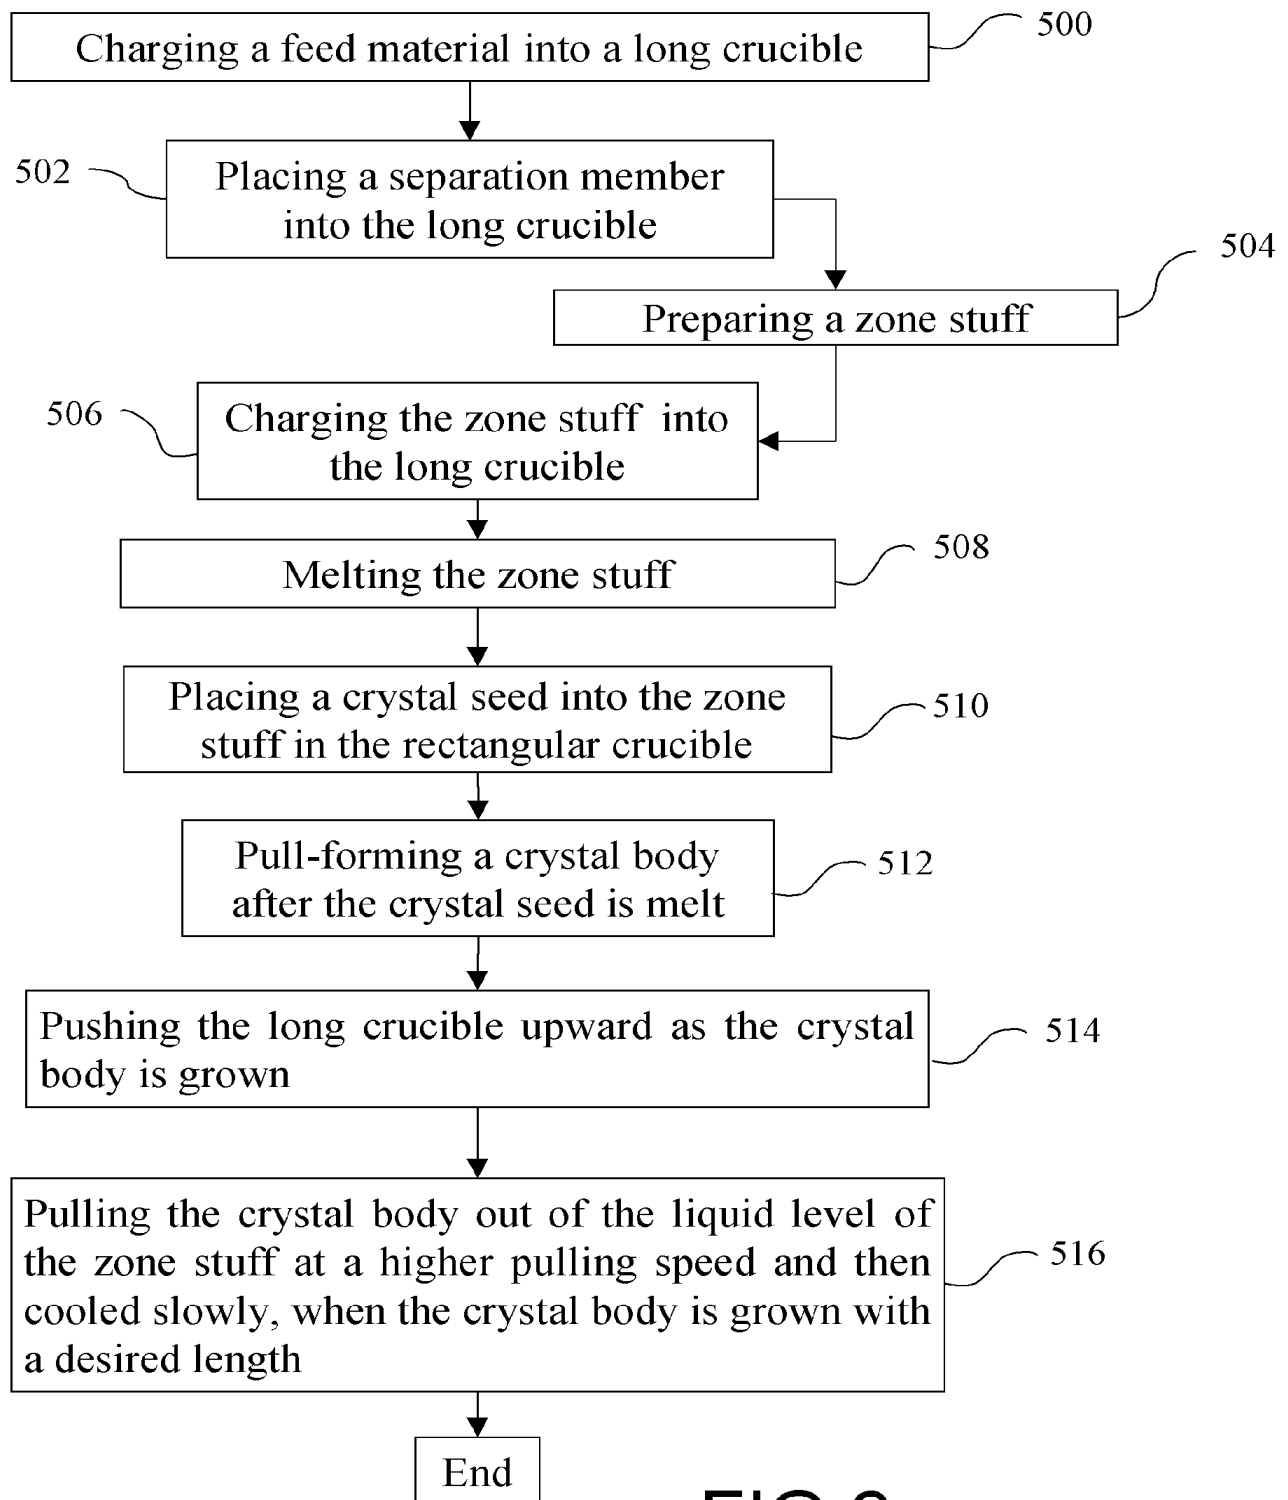 Charging a feed material into a long crucible
500
502
Placing a separation member
into the long crucible
504
Preparing a zone stuff
506
Charging the zone stuff into
the long crucible
Melting the zone stuff
508
Placing a crystal seed into the zone
stuff in the rectangular crucible
510
Pull-forming a crystal body
after the crystal seed is melt
512
Pushing the long crucible upward as the crystal
body is grown
514
Pulling the crystal body out of the liquid level of
the zone stuff at a higher pulling speed and then
cooled slowly, when the crystal body is grown with
a desired length
516
End